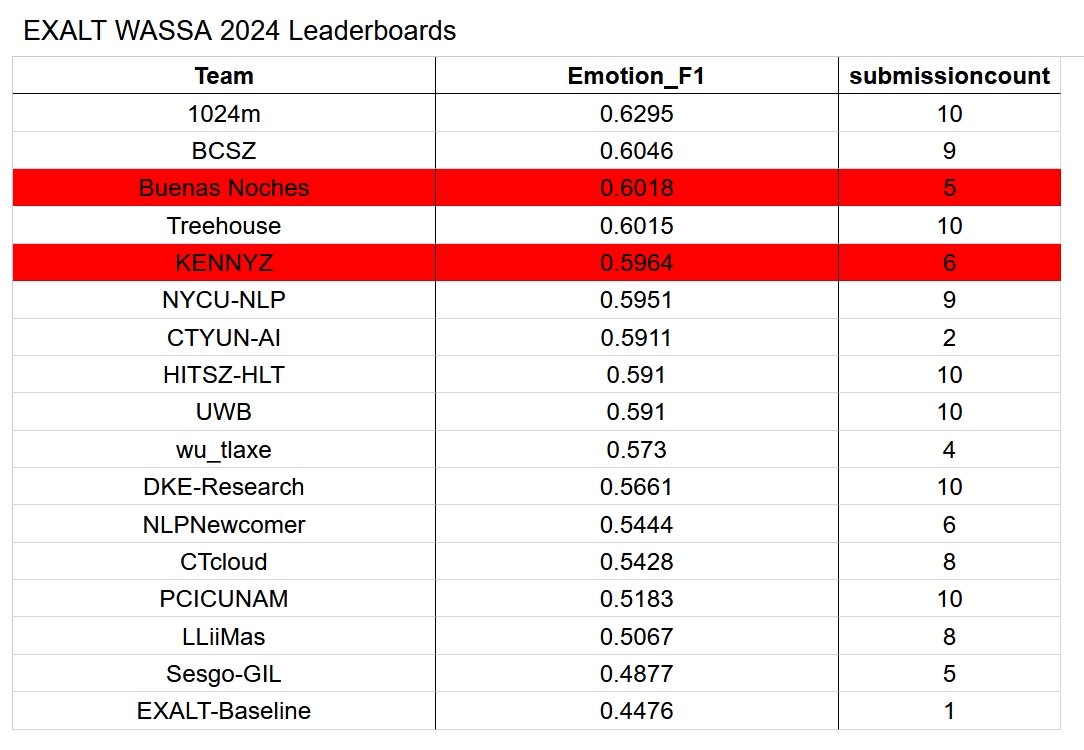 EXALT WASSA 2024 Leaderboards
Team Emotion_F1 submissioncount
1024m 0.6295 10
BCSZ 0.6046 9
Buenas Noches 0.6018 5
Treehouse 0.6015 10
KENNYZ 0.5964 6
NYCU-NLP 0.5951 9
CTYUN-AI 0.5911 2
HITSZ-HLT 0.591 10
UWB 0.591 10
wu_tlaxe 0.573 4
DKE-Research 0.5661 10
NLPNewcomer 0.5444 6
CTcloud 0.5428 8
PCICUNAM 0.5183 10
LLiiMas 0.5067 8
Sesgo-GIL 0.4877 5
EXALT-Baseline 0.4476 1